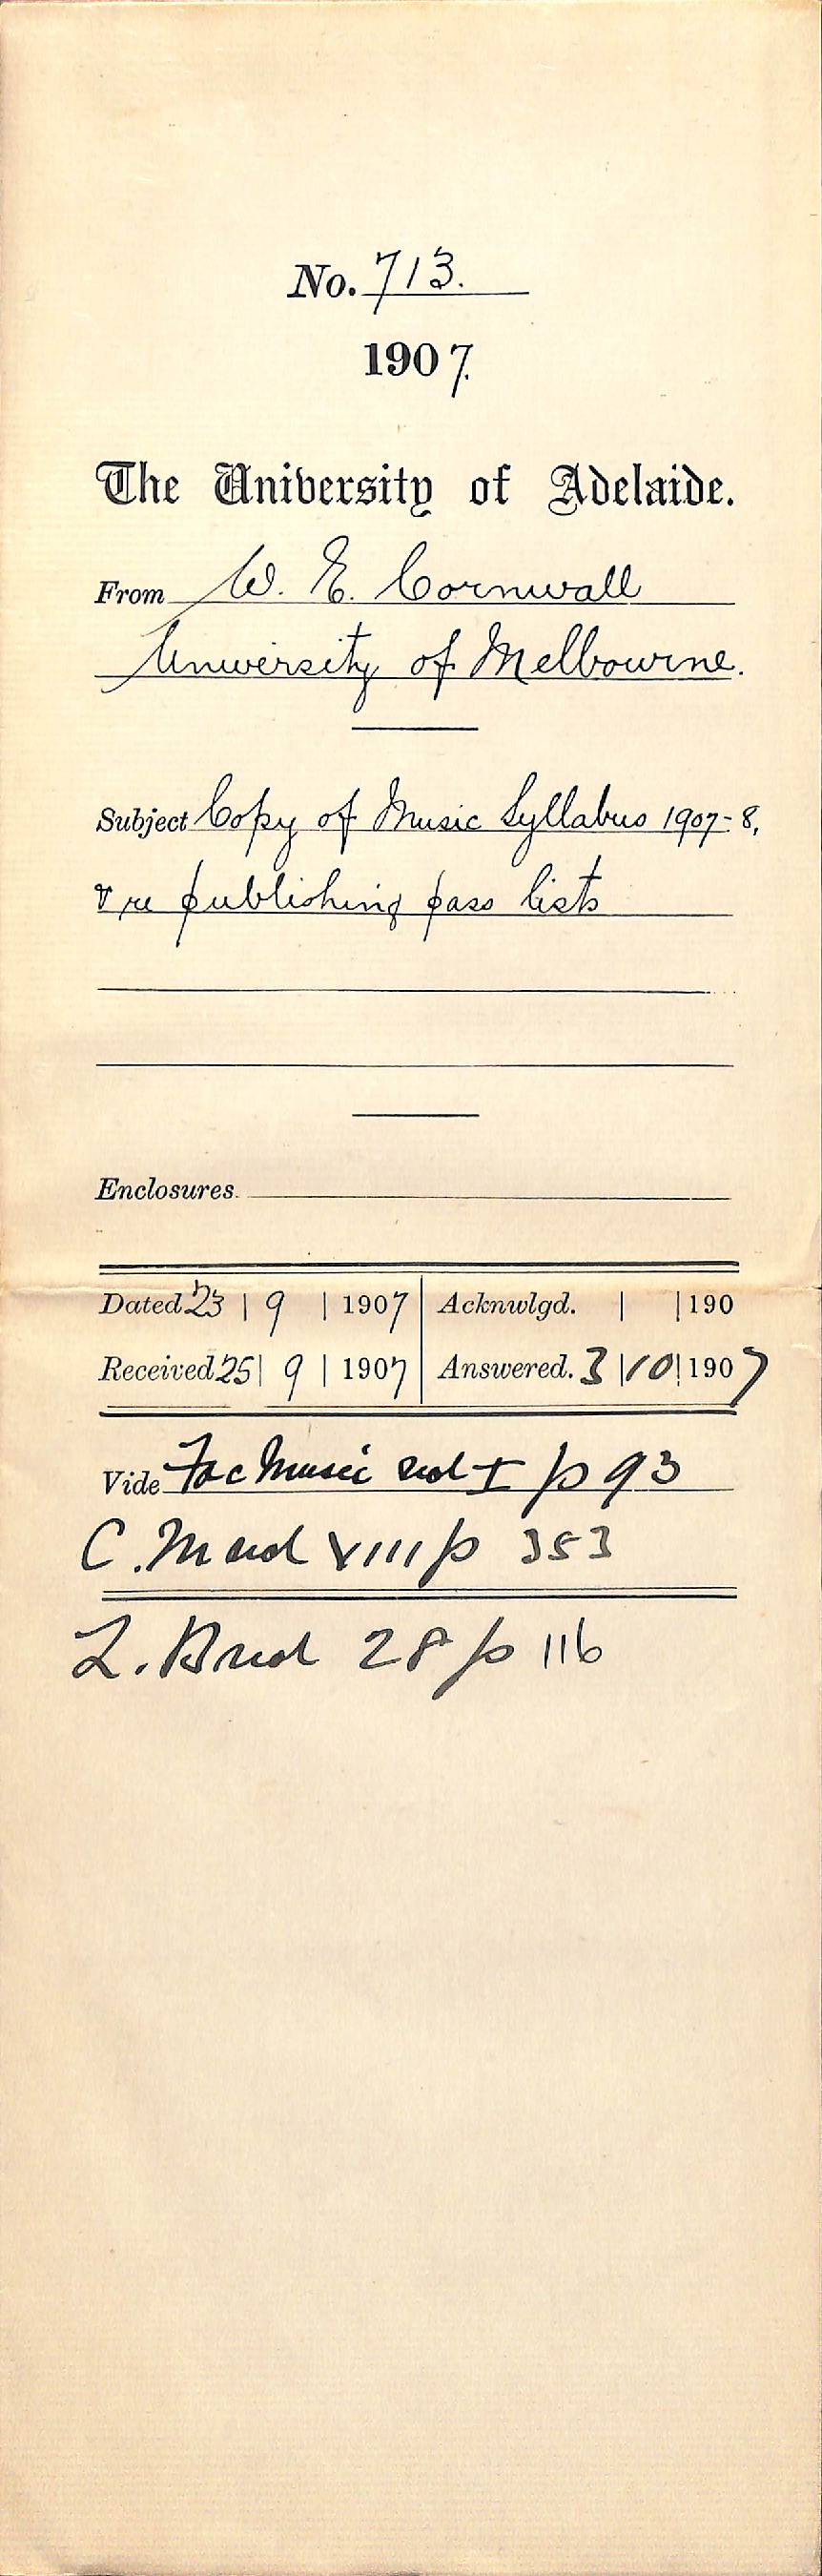 No. 713.
1907.
The University of Adelaide.
From W. E. Cornwall
University of Melbourne.
Subject Copy of Music Syllabus 1907-8,
& re publishing pass lists
Enclosures.
Dated 23 | 9 | 1907 Acknwlgd. | | 190
Received 25 | 9 | 1907 Answered. 3 | 10 | 1907
Vide Fac Music vol I p 93
C. M vol VIII p 353
L. B vol 28 p 116